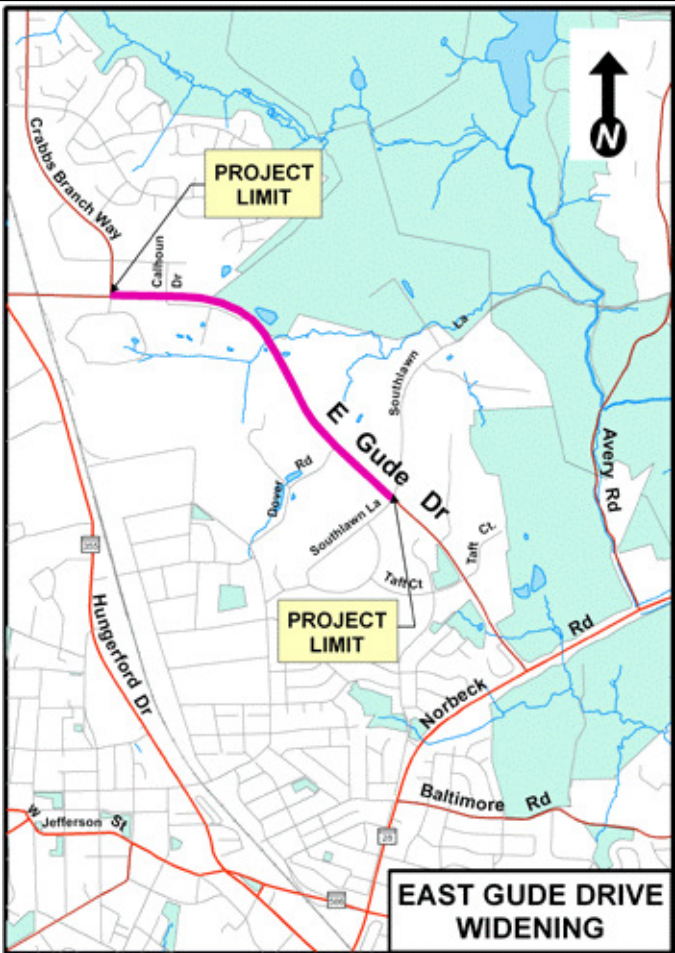 N
Crabbs Branch Way
PROJECT
LIMIT
Calhoun
Dr
Southlawn La
E Gude Dr
Avery Rd
Dover Rd
Southlawn La
Taft Ct.
Taft Ct
355
Hungerford Dr
PROJECT
LIMIT
Norbeck Rd
Baltimore Rd
W Jefferson St
28
586
EAST GUDE DRIVE
WIDENING